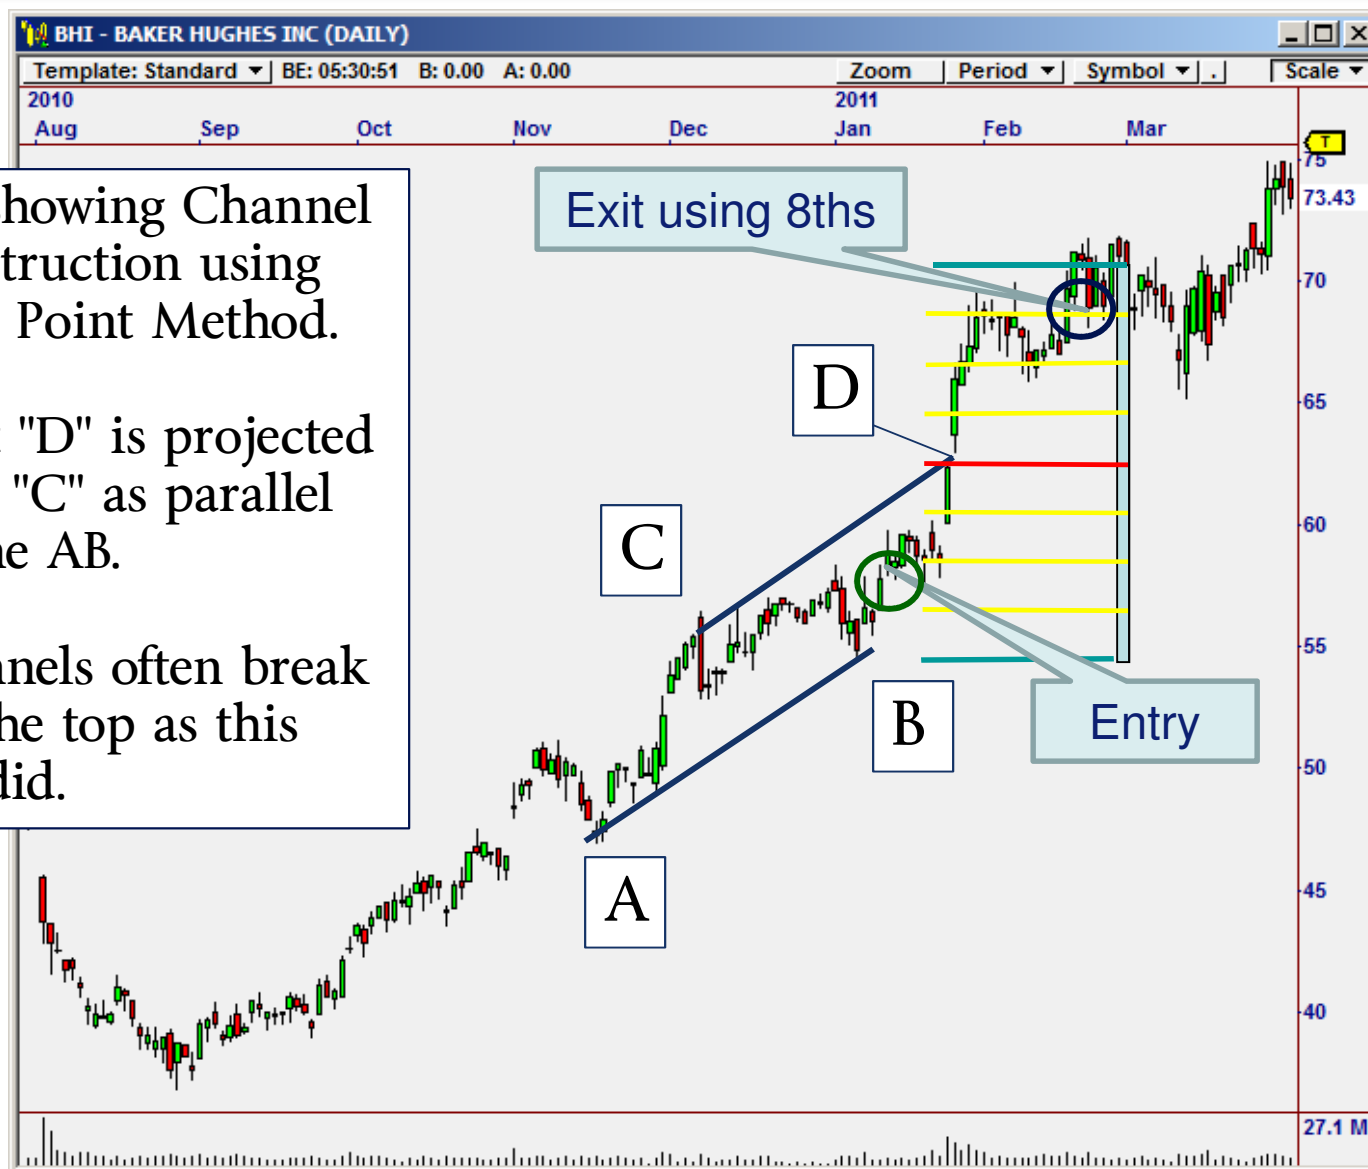 BHI - BAKER HUGHES INC (DAILY)
Template: Standard BE: 05:30:51 B: 0.00 A: 0.00 Zoom Period Symbol . Scale
2010 2011
Aug Sep Oct Nov Dec Jan Feb Mar
T
75
73.43
70
65
60
55
50
45
40
27.1 M
howing Channel
truction using
Point Method.
"D" is projected
"C" as parallel
ne AB.
nnels often break
he top as this
did.
Exit using 8ths
D
C
B
Entry
A